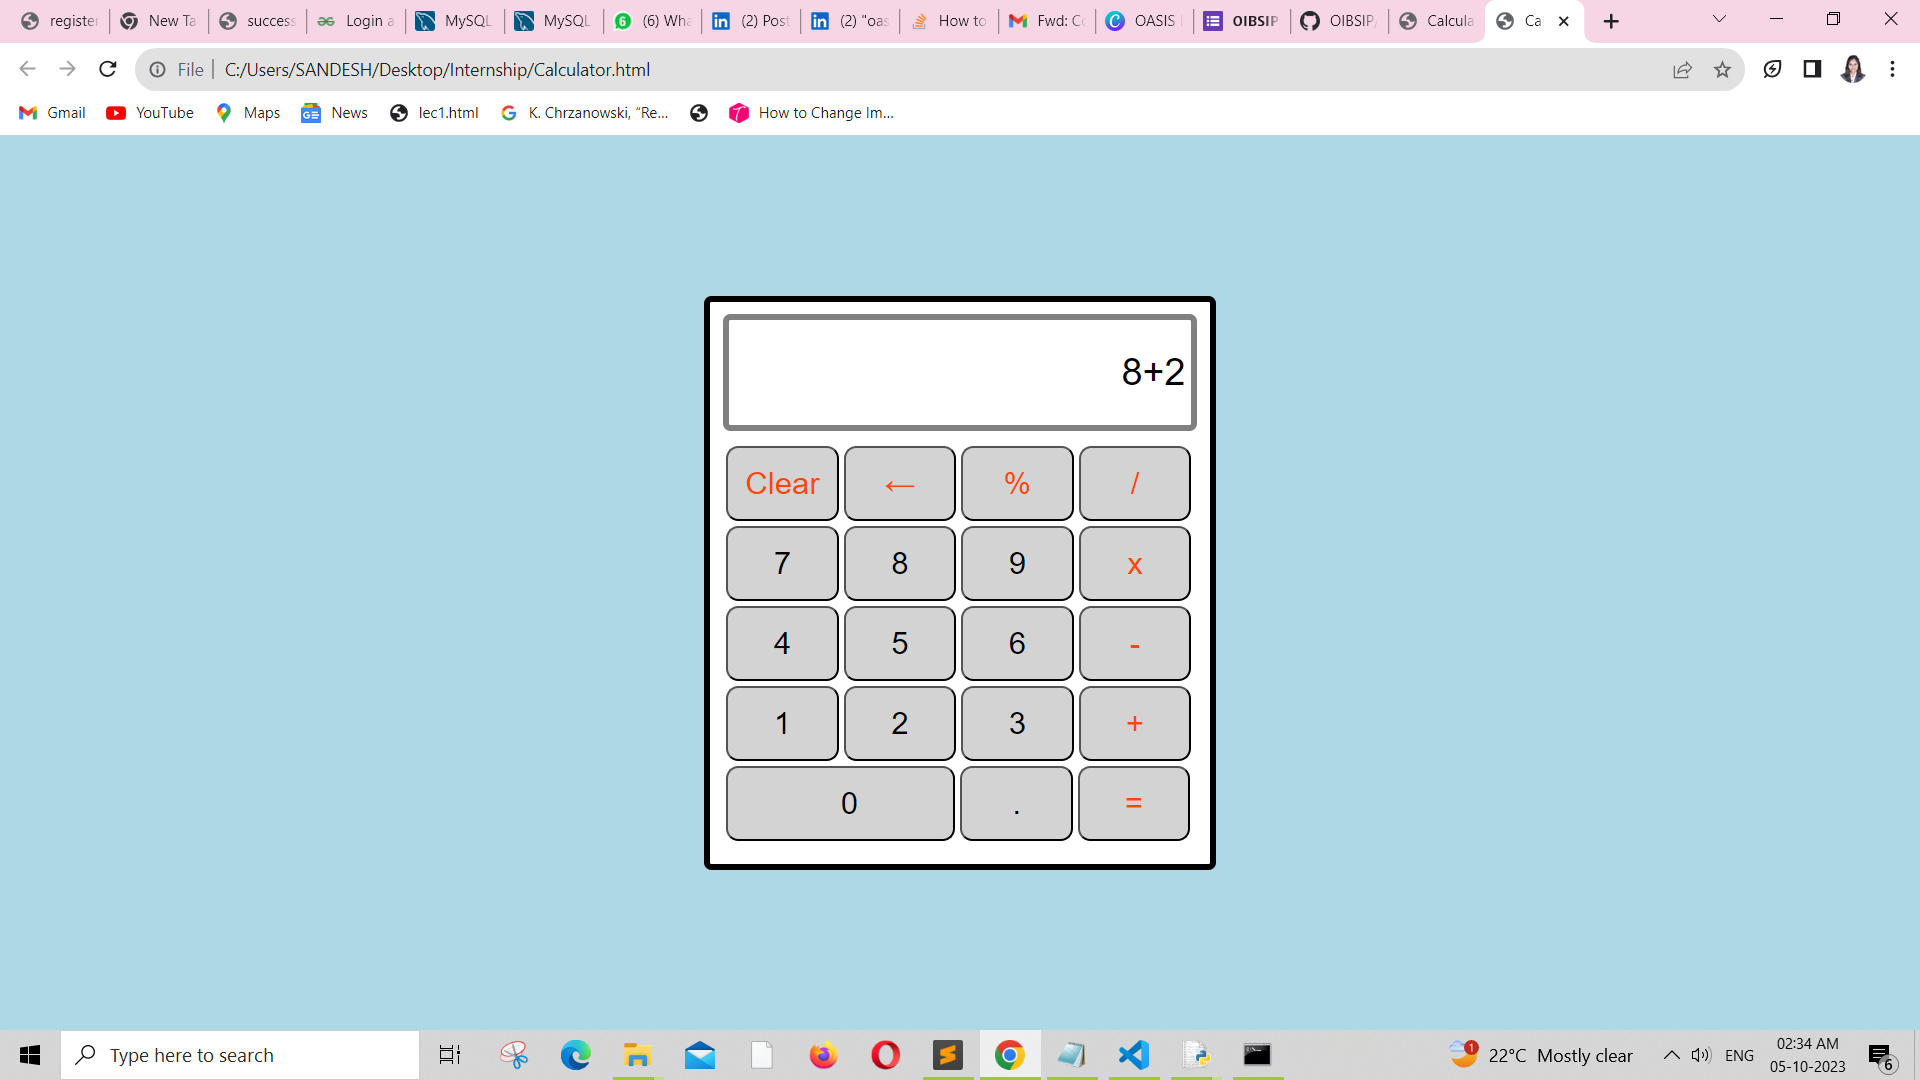 register
New Ta
success
Login a
MySQL
MySQL
(6) Wha
(2) Post
(2) "oas
How to
Fwd: Co
OASIS
OIBSIP
OIBSIP/
Calcula
Ca
File
C:/Users/SANDESH/Desktop/Internship/Calculator.html
Gmail
YouTube
Maps
News
lec1.html
K. Chrzanowski, “Re...
How to Change Im...
8+2
Clear ← % /
7 8 9 x
4 5 6 -
1 2 3 +
0 . =
Type here to search
1
22°C Mostly clear
ENG
02:34 AM
05-10-2023
6